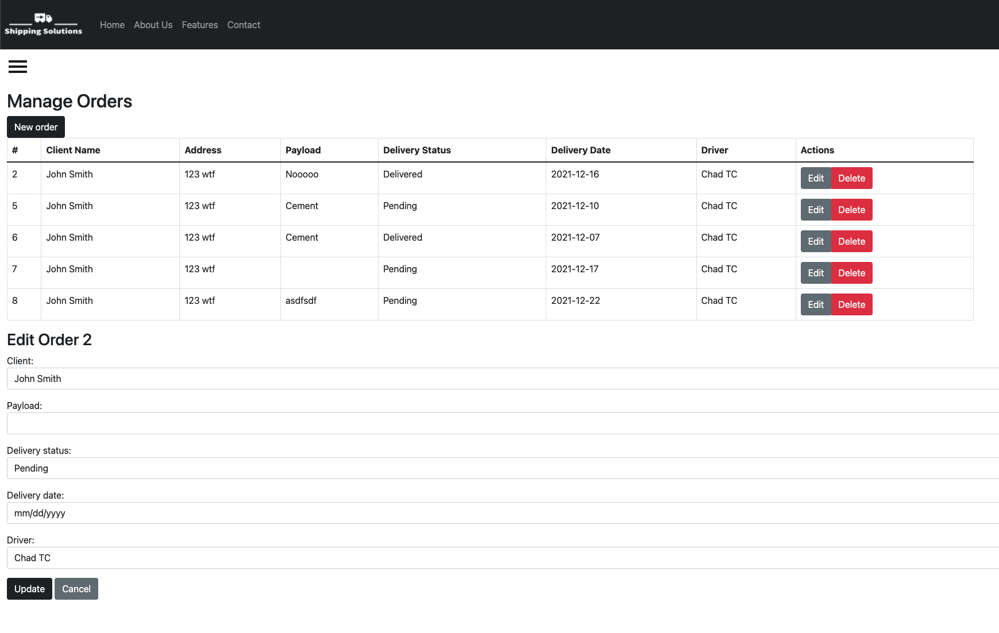 Shipping Solutions
Home About Us Features Contact
Manage Orders
New order
# Client Name Address Payload Delivery Status Delivery Date Driver Actions
2 John Smith 123 wtf Nooooo Delivered 2021-12-16 Chad TC Edit Delete
5 John Smith 123 wtf Cement Pending 2021-12-10 Chad TC Edit Delete
6 John Smith 123 wtf Cement Delivered 2021-12-07 Chad TC Edit Delete
7 John Smith 123 wtf Pending 2021-12-17 Chad TC Edit Delete
8 John Smith 123 wtf asdfsdf Pending 2021-12-22 Chad TC Edit Delete
Edit Order 2
Client:
John Smith
Payload:
Delivery status:
Pending
Delivery date:
mm/dd/yyyy
Driver:
Chad TC
Update Cancel